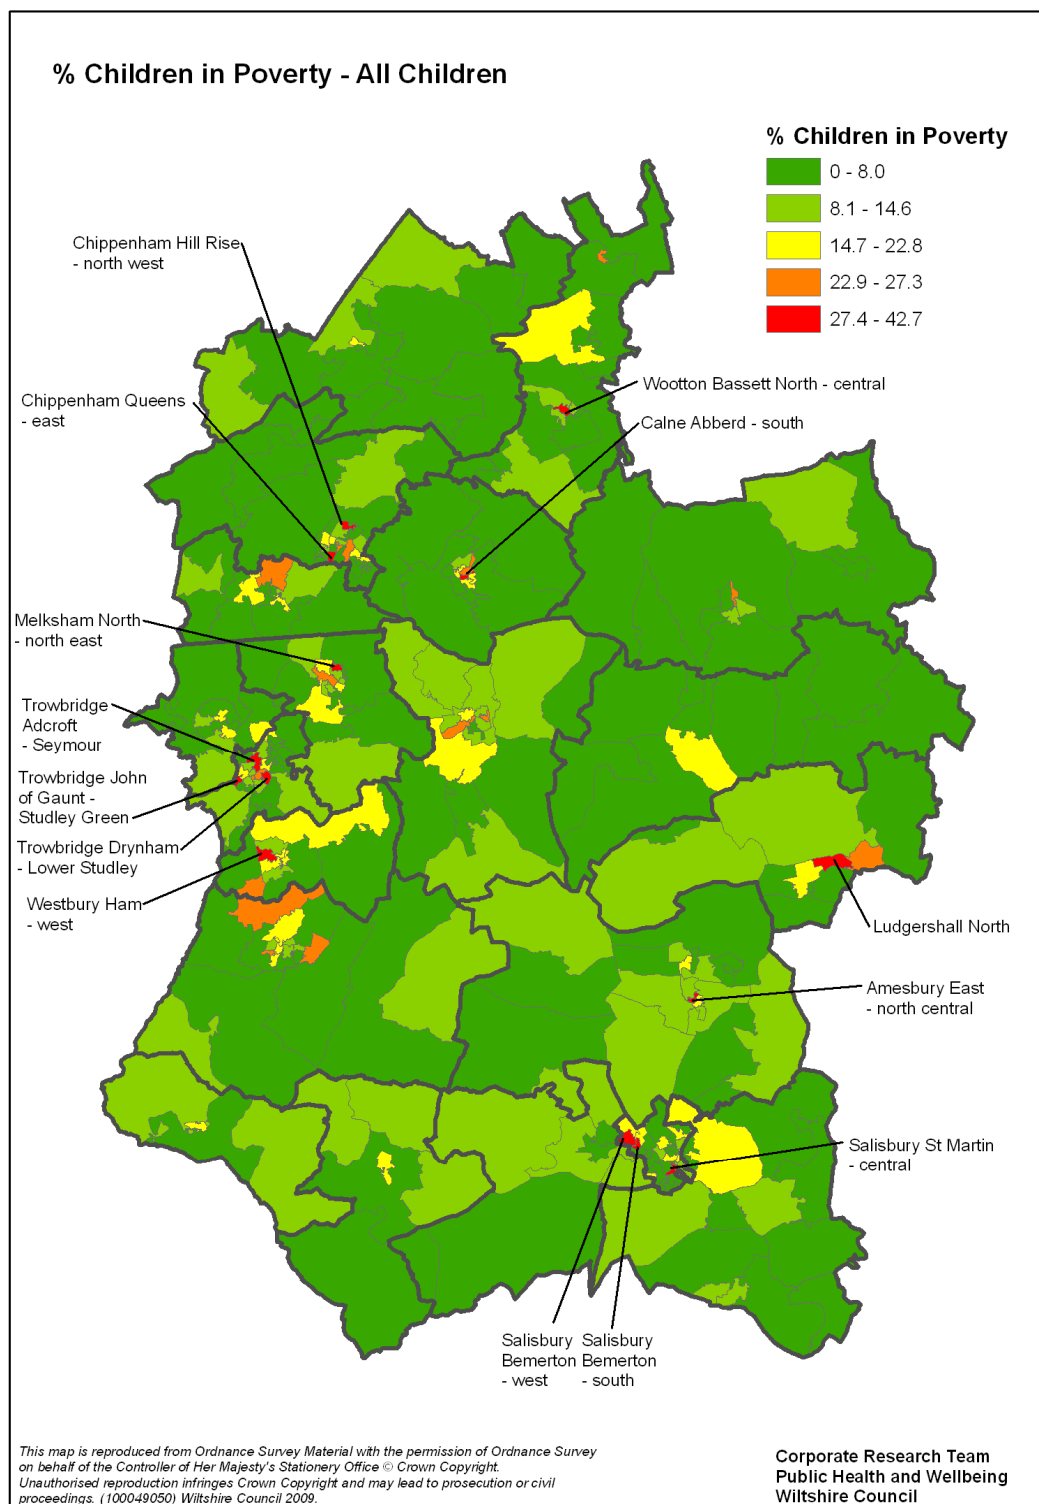 % Children in Poverty - All Children
% Children in Poverty
0 - 8.0
8.1 - 14.6
14.7 - 22.8
22.9 - 27.3
27.4 - 42.7
Chippenham Hill Rise
- north west
Wootton Bassett North - central
Chippenham Queens
- east
Calne Abberd - south
Melksham North
- north east
Trowbridge
Adcroft
- Seymour
Trowbridge John
of Gaunt -
Studley Green
Trowbridge Drynham
- Lower Studley
Westbury Ham
- west
Ludgershall North
Amesbury East
- north central
Salisbury St Martin
- central
Salisbury
Bemerton
- west
Salisbury
Bemerton
- south
This map is reproduced from Ordnance Survey Material with the permission of Ordnance Survey
on behalf of the Controller of Her Majesty's Stationery Office © Crown Copyright.
Unauthorised reproduction infringes Crown Copyright and may lead to prosecution or civil
proceedings. (100049050) Wiltshire Council 2009.
Corporate Research Team
Public Health and Wellbeing
Wiltshire Council